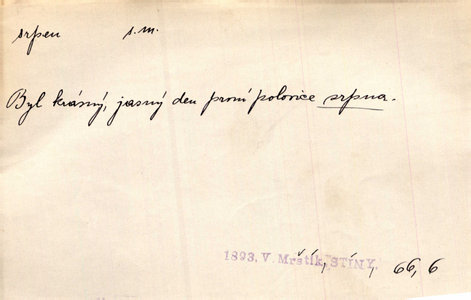 srpen s. m.
Byl krásný, jasný den první polovice srpna.
1893, V. Mrštík, STÍNY, 66, 6